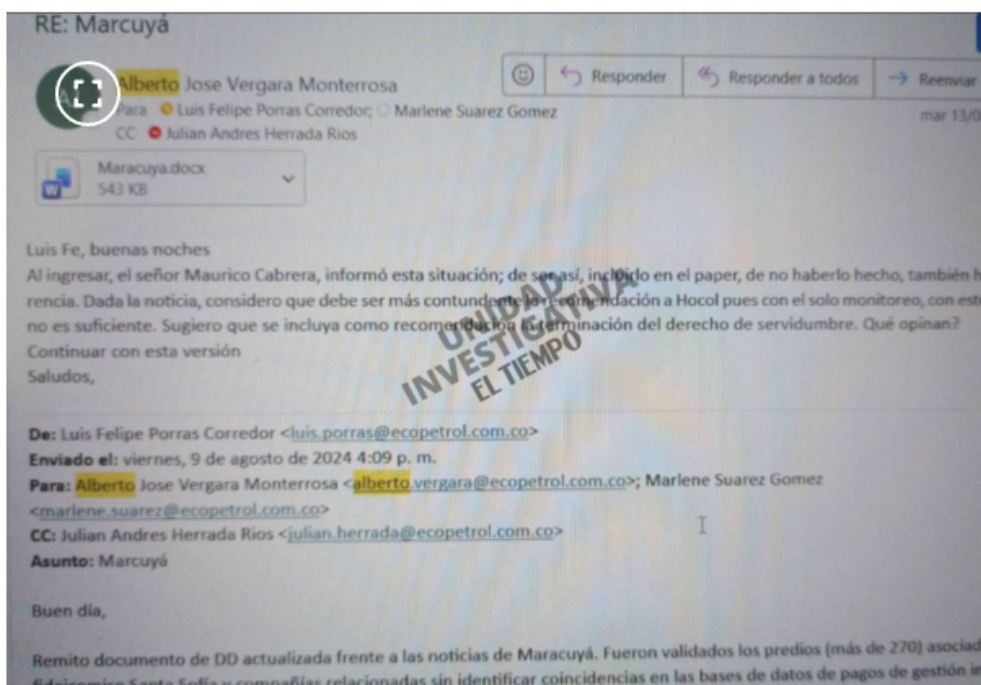 RE: Marcuyá
Alberto Jose Vergara Monterrosa
Responder
Responder a todos
Reenviar
Para Luis Felipe Porras Corredor; Marlene Suarez Gomez
mar 13/0
CC Julian Andres Herrada Rios
Maracuya.docx
543 KB
Luis Fe, buenas noches
Al ingresar, el señor Maurico Cabrera, informó esta situación; de ser así, incluirlo en el paper, de no haberlo hecho, también h
rencia. Dada la noticia, considero que debe ser más contundente la recomendación a Hocol pues con el solo monitoreo, con est
no es suficiente. Sugiero que se incluya como recomendación la terminación del derecho de servidumbre. Qué opinan?
Continuar con esta versión
Saludos,
UNIDAD
INVESTIGATIVA
EL TIEMPO
De: Luis Felipe Porras Corredor <luis.porras@ecopetrol.com.co>
Enviado el: viernes, 9 de agosto de 2024 4:09 p. m.
Para: Alberto Jose Vergara Monterrosa <alberto.vergara@ecopetrol.com.co>; Marlene Suarez Gomez
<marlene.suarez@ecopetrol.com.co>
CC: Julian Andres Herrada Rios <julian.herrada@ecopetrol.com.co>
Asunto: Marcuyá
Buen día,
Remito documento de DD actualizada frente a las noticias de Maracuyá. Fueron validados los predios (más de 270) asociad
fideicomiso Santa Sofía y compañías relacionadas sin identificar coincidencias en las bases de datos de pagos de gestión in